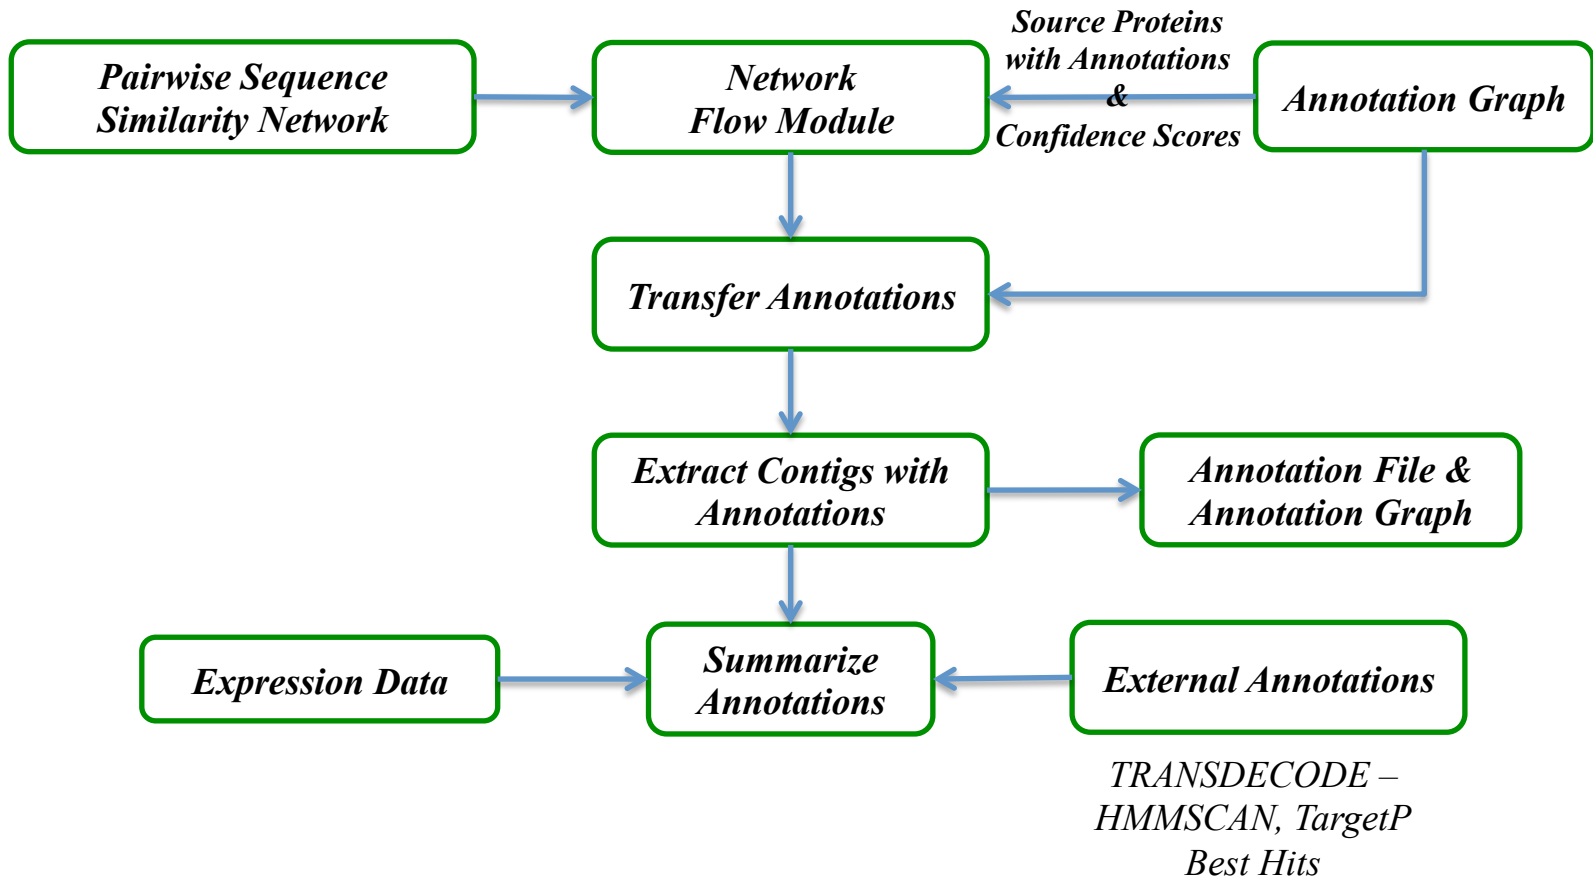 Pairwise Sequence
Similarity Network
Network
Flow Module
Source Proteins
with Annotations
&
Confidence Scores
Annotation Graph
Transfer Annotations
Extract Contigs with
Annotations
Annotation File &
Annotation Graph
Expression Data
Summarize
Annotations
External Annotations
TRANSDECODE –
HMMSCAN, TargetP
Best Hits